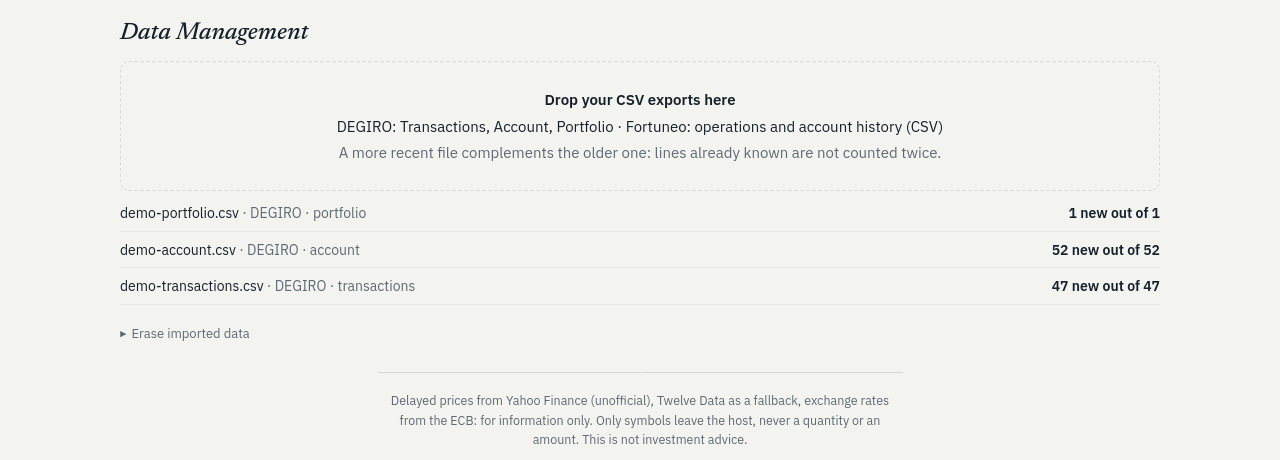 Data Management
Drop your CSV exports here
DEGIRO: Transactions, Account, Portfolio · Fortuneo: operations and account history (CSV)
A more recent file complements the older one: lines already known are not counted twice.
demo-portfolio.csv · DEGIRO · portfolio 1 new out of 1
demo-account.csv · DEGIRO · account 52 new out of 52
demo-transactions.csv · DEGIRO · transactions 47 new out of 47
▸ Erase imported data
Delayed prices from Yahoo Finance (unofficial), Twelve Data as a fallback, exchange rates
from the ECB: for information only. Only symbols leave the host, never a quantity or an
amount. This is not investment advice.